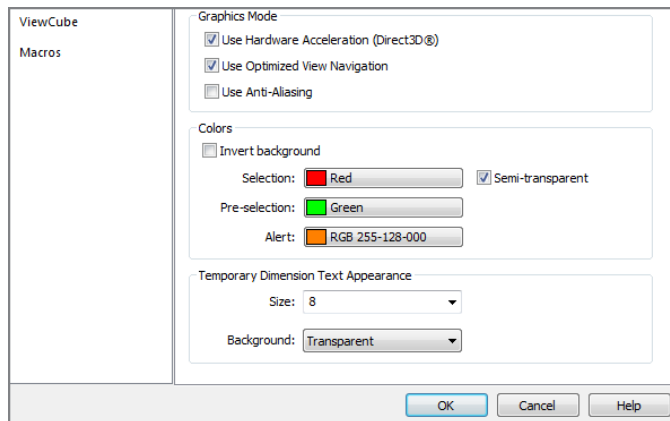 ViewCube
Macros
Graphics Mode
Use Hardware Acceleration (Direct3D®)
Use Optimized View Navigation
Use Anti-Aliasing
Colors
Invert background
Selection: Red Semi-transparent
Pre-selection: Green
Alert: RGB 255-128-000
Temporary Dimension Text Appearance
Size: 8
Background: Transparent
OK Cancel Help